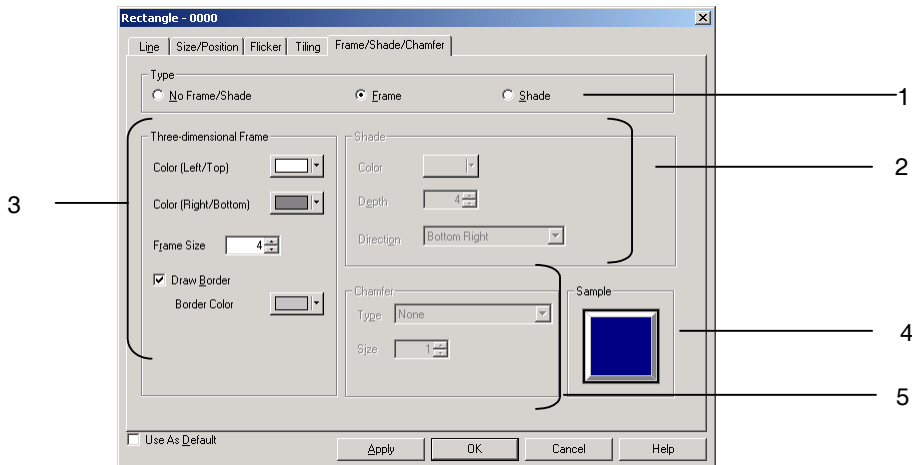 Rectangle - 0000
Line Size/Position Flicker Tiling Frame/Shade/Chamfer
Type
No Frame/Shade Frame Shade
1
Three-dimensional Frame
Shade
Color (Left/Top)
Color
2
Color (Right/Bottom)
Depth 4
3
Frame Size 4
Direction Bottom Right
Draw Border
Border Color
Chamfer
Type None
Size 1
Sample
4
5
Use As Default
Apply OK Cancel Help